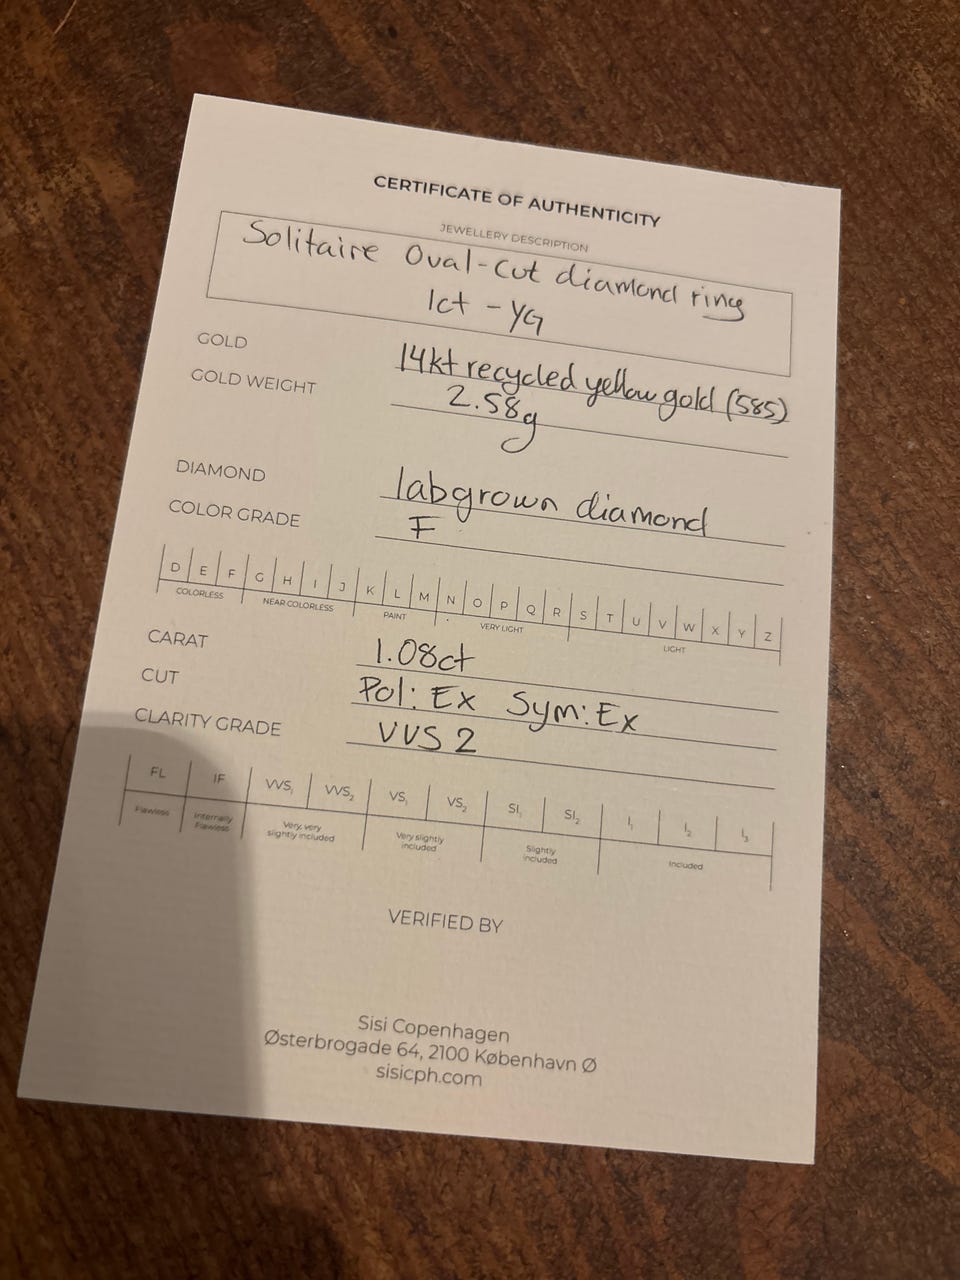 CERTIFICATE OF AUTHENTICITY
JEWELLERY DESCRIPTION
Solitaire Oval-cut diamond ring
1ct - YG
GOLD 14kt recycled yellow gold (585)
GOLD WEIGHT 2.58g
DIAMOND labgrown diamond
COLOR GRADE F
D E F G H I J K L M N O P Q R S T U V W X Y Z
COLORLESS NEAR COLORLESS PAINT VERY LIGHT LIGHT
CARAT 1.08ct
CUT Pol: Ex Sym: Ex
CLARITY GRADE VVS 2
FL IF VVS1 VVS2 VS1 VS2 SI1 SI2 I1 I2 I3
Flawless Internally Flawless Very, very slightly included Very slightly included Slightly included Included
VERIFIED BY
Sisi Copenhagen
Østerbrogade 64, 2100 København Ø
sisicph.com